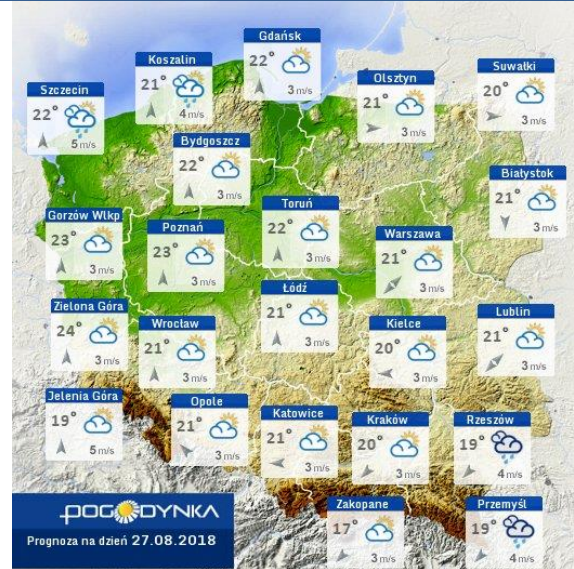 Gdańsk
22°
3 m/s
Koszalin
21°
4 m/s
Szczecin
22°
5 m/s
Olsztyn
21°
3 m/s
Suwałki
20°
3 m/s
Bydgoszcz
22°
3 m/s
Białystok
21°
3 m/s
Gorzów Wlkp
23°
3 m/s
Poznań
23°
3 m/s
Toruń
22°
3 m/s
Warszawa
21°
3 m/s
Zielona Góra
24°
3 m/s
Wrocław
21°
3 m/s
Łódź
21°
3 m/s
Kielce
20°
3 m/s
Lublin
21°
3 m/s
Jelenia Góra
19°
5 m/s
Opole
21°
3 m/s
Katowice
21°
3 m/s
Kraków
20°
3 m/s
Rzeszów
19°
4 m/s
Zakopane
17°
3 m/s
Przemyśl
19°
4 m/s
POGODYNKA
Prognoza na dzień 27.08.2018